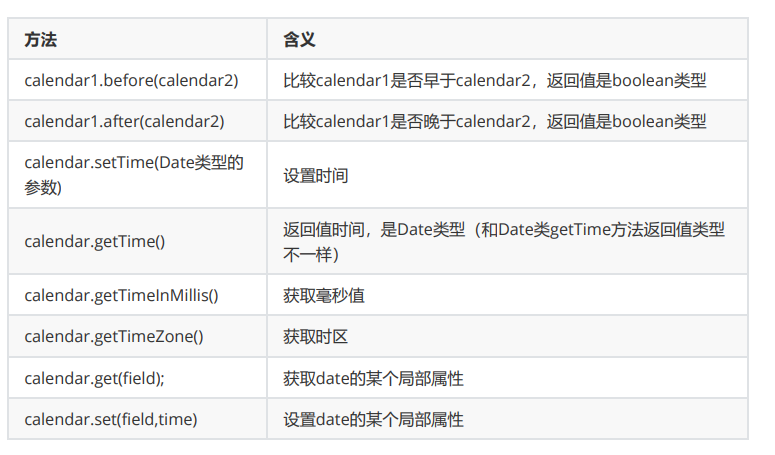 方法 含义
calendar1.before(calendar2) 比较calendar1是否早于calendar2，返回值是boolean类型
calendar1.after(calendar2) 比较calendar1是否晚于calendar2，返回值是boolean类型
calendar.setTime(Date类型的
参数)
设置时间
calendar.getTime()
返回值时间，是Date类型（和Date类getTime方法返回值类型
不一样）
calendar.getTimeInMillis() 获取毫秒值
calendar.getTimeZone() 获取时区
calendar.get(field); 获取date的某个局部属性
calendar.set(field,time) 设置date的某个局部属性